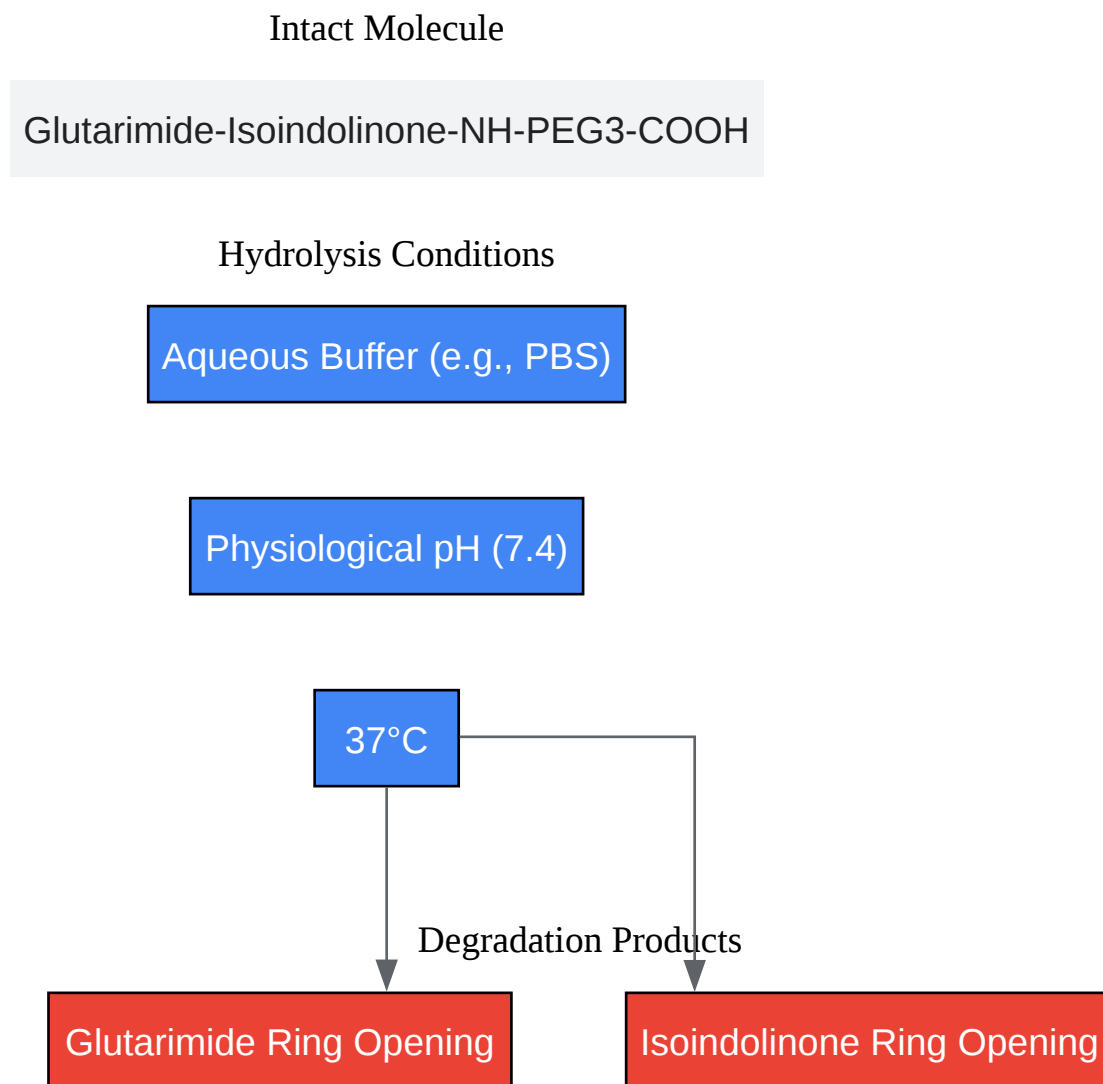 Intact Molecule
Glutarimide-Isoindolinone-NH-PEG3-COOH
Hydrolysis Conditions
Aqueous Buffer (e.g., PBS)
Physiological pH (7.4)
37°C
Degradation Products
Glutarimide Ring Opening
Isoindolinone Ring Opening